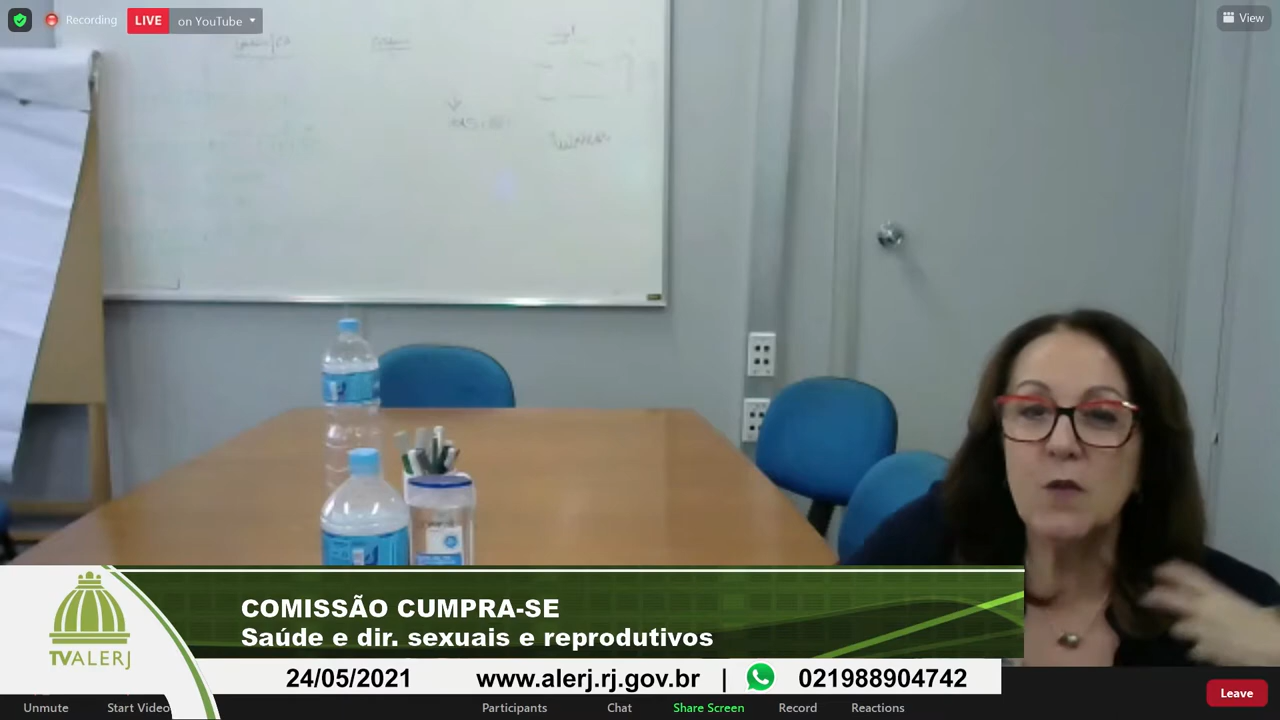 Recording
LIVE on YouTube
View
COMISSÃO CUMPRA-SE
Saúde e dir. sexuais e reprodutivos
TVALERJ
24/05/2021 www.alerj.rj.gov.br | 021988904742
Unmute Start Video Participants Chat Share Screen Record Reactions
Leave